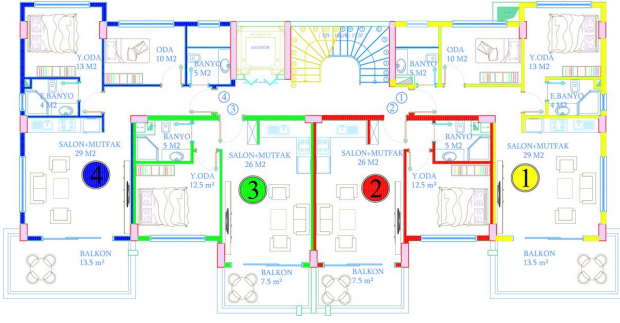 ODA
10 M2
BANYO
5 M2
ASANSÖR
BANYO
5 M2
ODA
10 M2
Y.ODA
13 M2
Y.ODA
13 M2
E.BANYO
4 M2
E.BANYO
4 M2
4
3
1
2
SALON+MUTFAK
29 M2
BANYO
5 M2
SALON+MUTFAK
26 M2
SALON+MUTFAK
26 M2
BANYO
5 M2
SALON+MUTFAK
29 M2
4
Y.ODA
12.5 m²
3
2
Y.ODA
12.5 m²
1
BALKON
13.5 m²
BALKON
7.5 m²
BALKON
7.5 m²
BALKON
13.5 m²